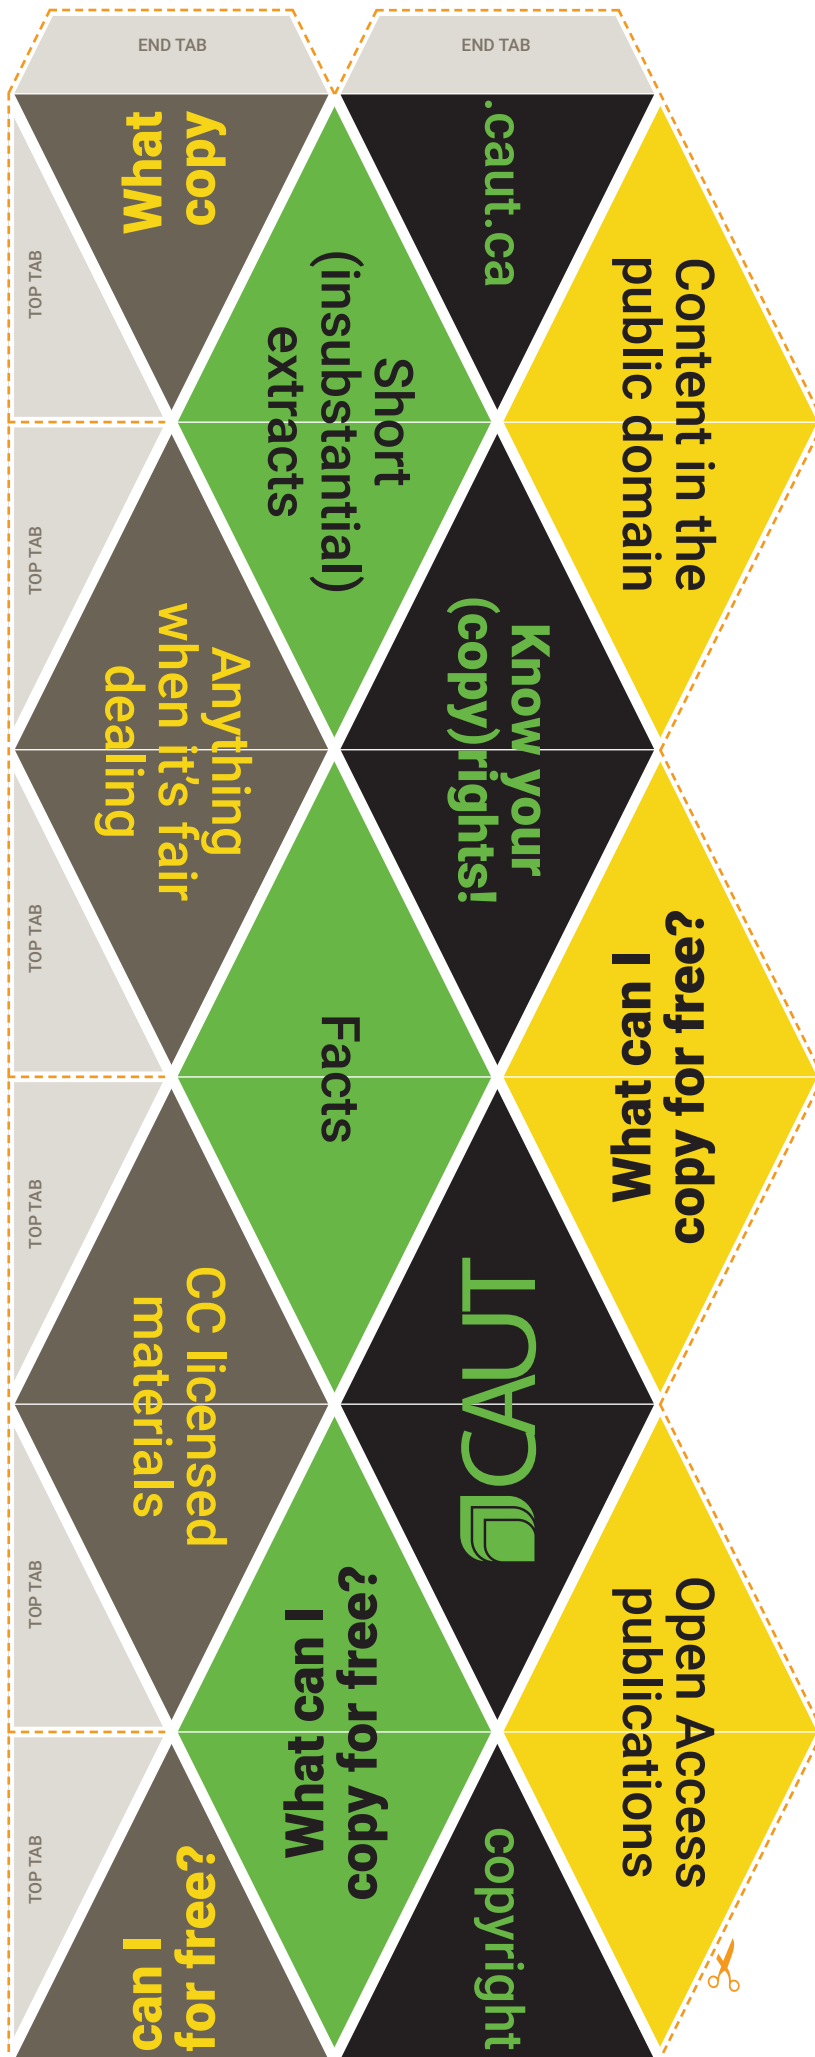 END TAB
END TAB
What
copy
.caut.ca
TOP TAB
Short
(insubstantial)
extracts
Content in the
public domain
TOP TAB
Anything
when it's fair
dealing
Know your
(copy)rights!
TOP TAB
Facts
What can I
copy for free?
TOP TAB
CC licensed
materials
CAUT
TOP TAB
What can I
copy for free?
Open Access
publications
TOP TAB
can I
for free?
copyright